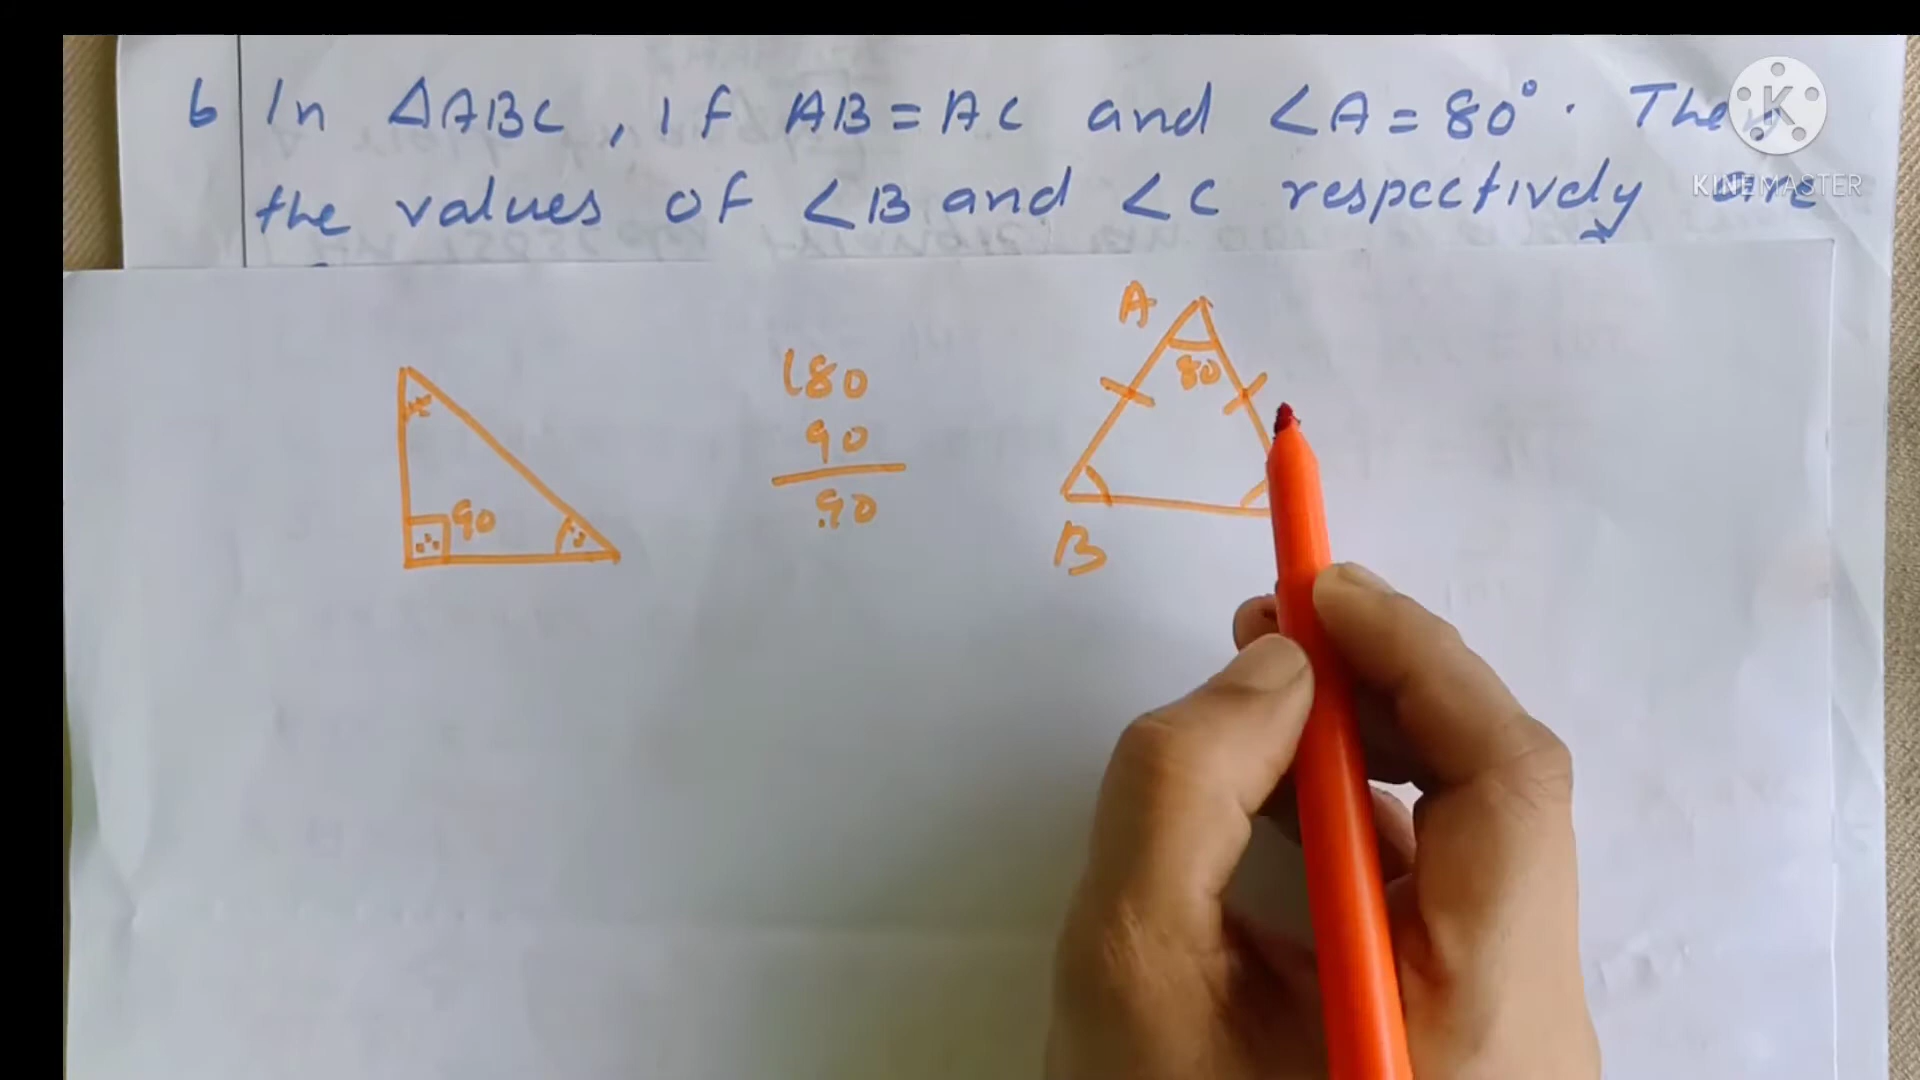 6 In △ABC, if AB = AC and ∠A = 80°. Then
the values of ∠B and ∠C respectively are
KINEMASTER
A
80
B
90
180
90
90